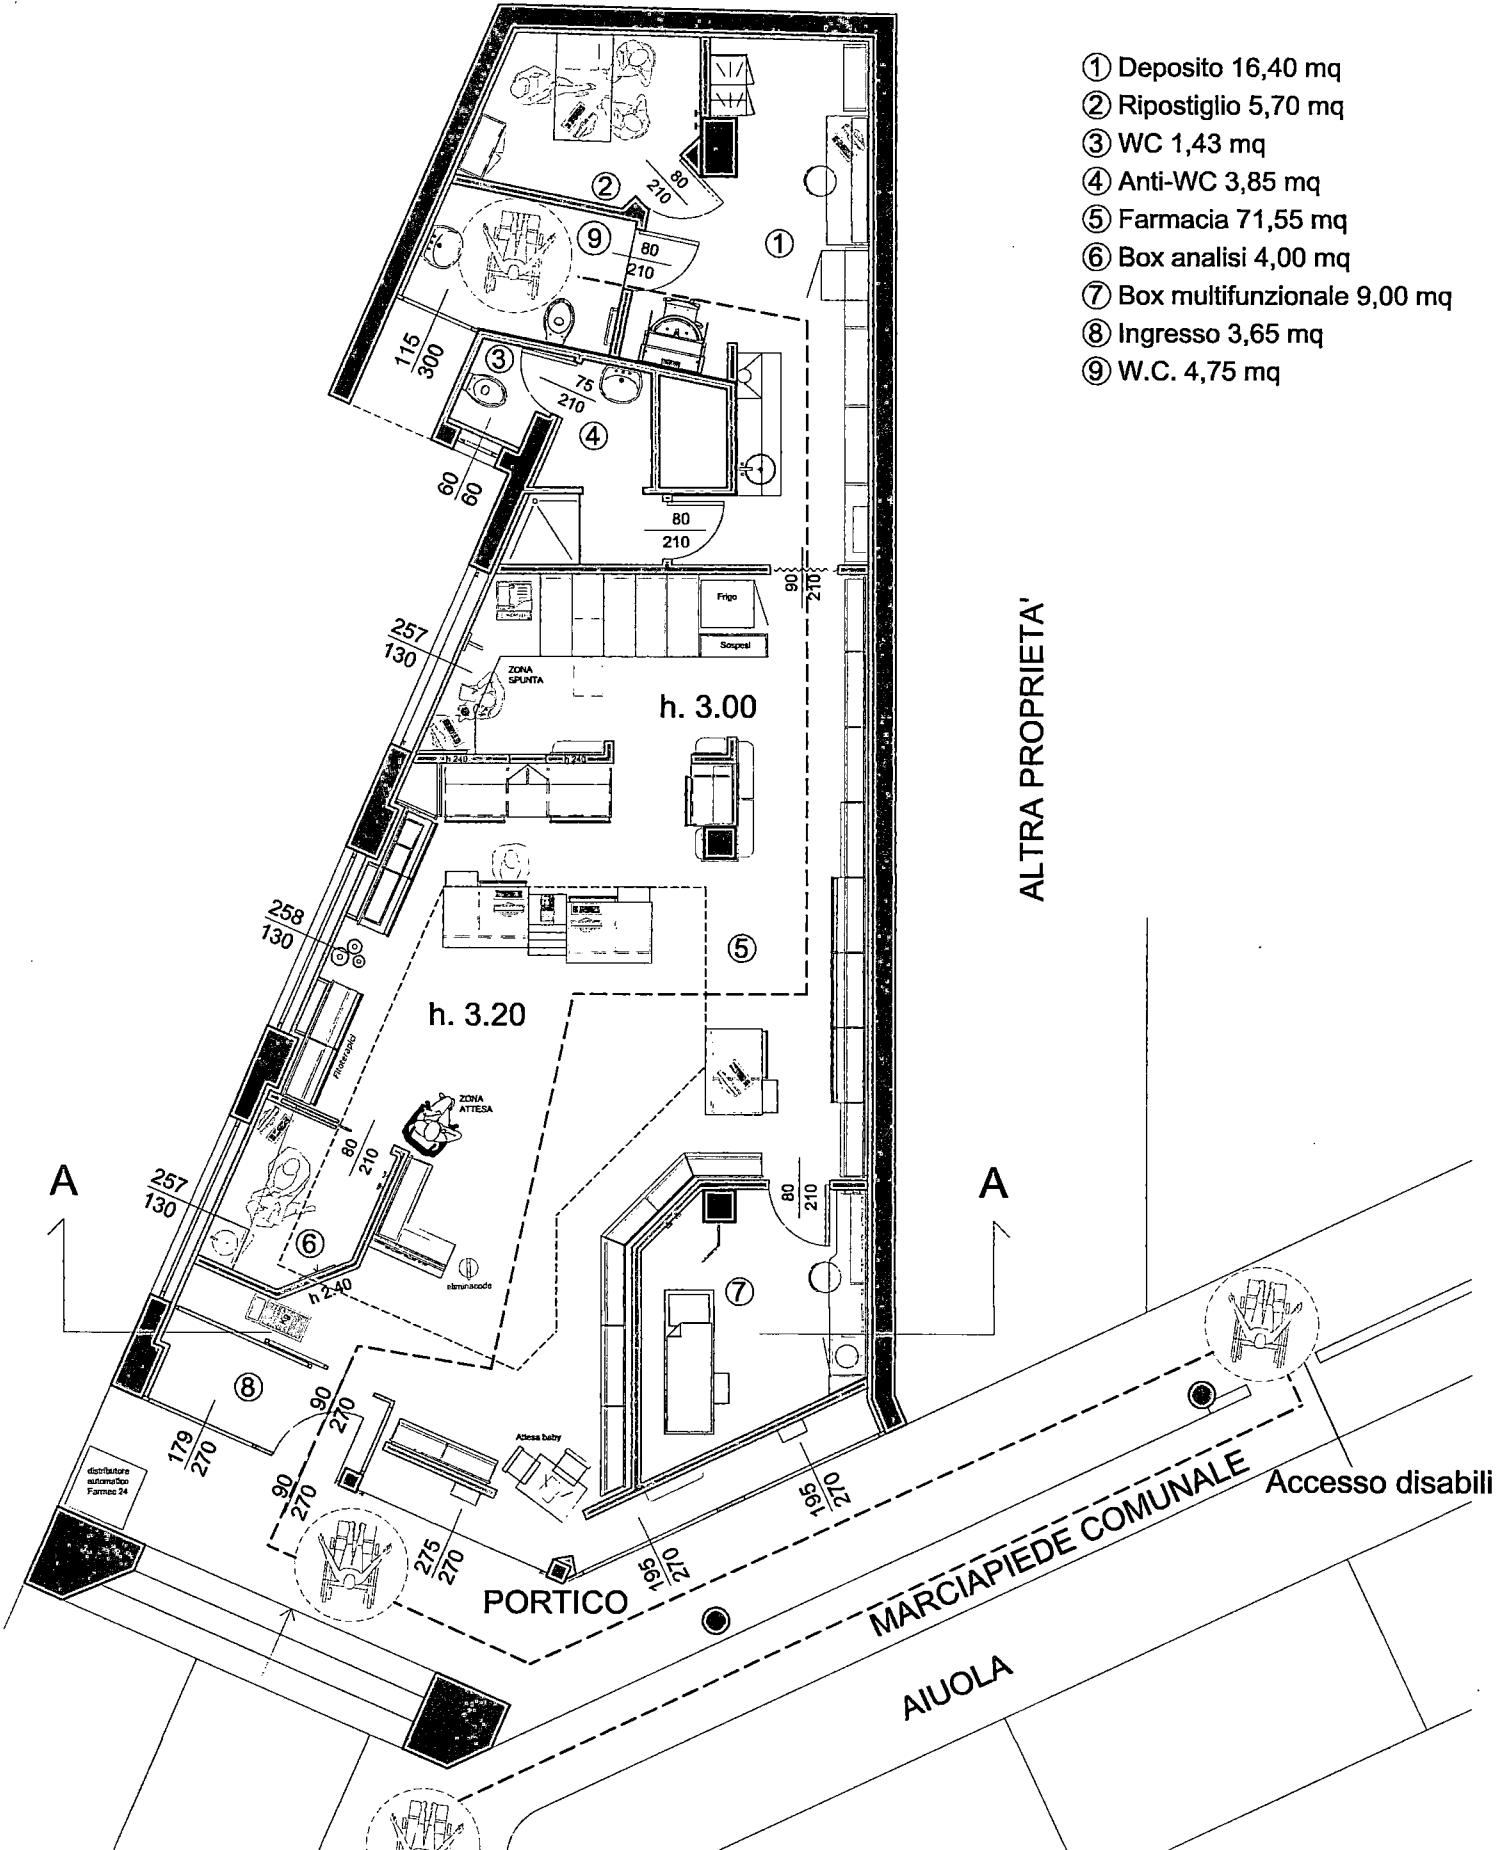 ① Deposito 16,40 mq
② Ripostiglio 5,70 mq
③ WC 1,43 mq
④ Anti-WC 3,85 mq
⑤ Farmacia 71,55 mq
⑥ Box analisi 4,00 mq
⑦ Box multifunzionale 9,00 mq
⑧ Ingresso 3,65 mq
⑨ W.C. 4,75 mq
②
80
210
⑨
80
210
①
115
300
③
75
210
④
60
60
80
210
90
210
Frigo
Sospesi
257
130
ZONA
SPUNTA
h. 3.00
h 240
h 240
ALTRA PROPRIETA'
258
130
⑤
h. 3.20
Fitoterapici
ZONA
ATTESA
80
210
A
A
257
130
80
210
⑥
h 2.40
eliminacode
⑦
⑧
90
270
179
270
Attesa baby
distributore
automatico
Farmac 24
90
270
275
270
195
270
195
270
PORTICO
MARCIAPIEDE COMUNALE
Accesso disabili
AIUOLA